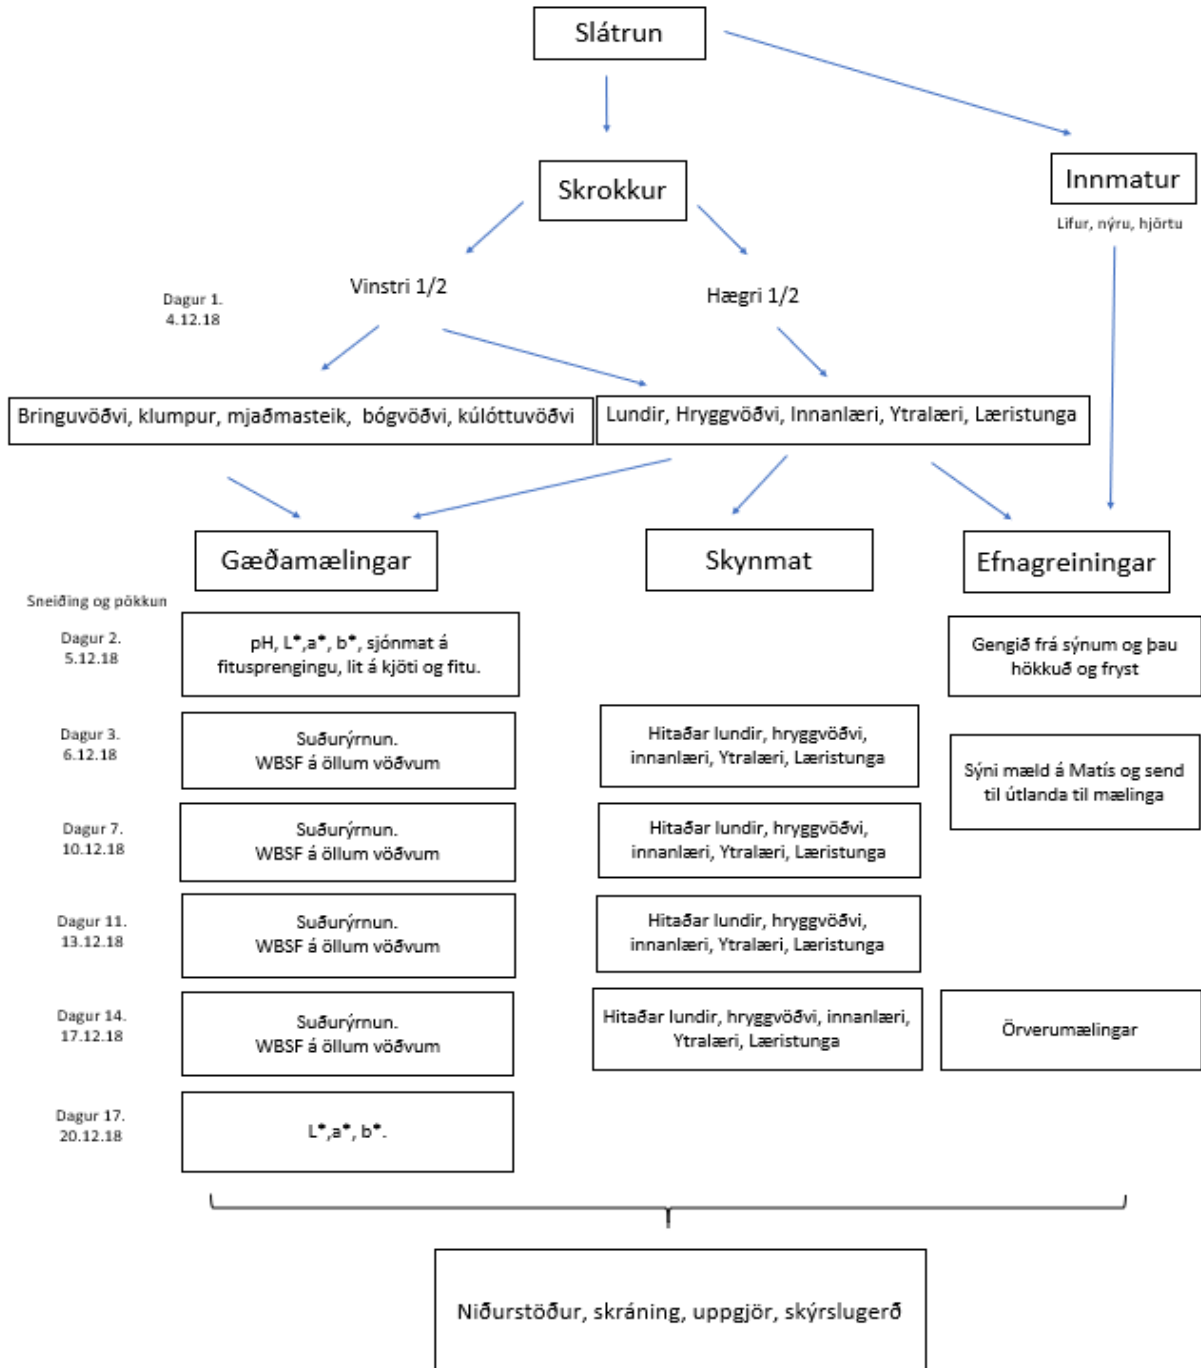 Slátrun
Skrokkur
Innmatur
Lifur, nýru, hjörtu
Vinstri 1/2
Hægri 1/2
Dagur 1.
4.12.18
Bringuvöðvi, klumpur, mjaðmasteik, bógvöðvi, kúlóttuvöðvi
Lundir, Hryggvöðvi, Innanlæri, Ytralæri, Læristunga
Gæðamælingar
Skynmat
Efnagreiningar
Sneiðing og pökkun
Dagur 2.
5.12.18
pH, L*,a*, b*, sjónmat á
fitusprengingu, lit á kjöti og fitu.
Gengið frá sýnum og þau
hökkuð og fryst
Dagur 3.
6.12.18
Suðurýrnun.
WBSF á öllum vöðvum
Hitaðar lundir, hryggvöðvi,
innanlæri, Ytralæri, Læristunga
Sýni mæld á Matís og send
til útlanda til mælinga
Dagur 7.
10.12.18
Suðurýrnun.
WBSF á öllum vöðvum
Hitaðar lundir, hryggvöðvi,
innanlæri, Ytralæri, Læristunga
Dagur 11.
13.12.18
Suðurýrnun.
WBSF á öllum vöðvum
Hitaðar lundir, hryggvöðvi,
innanlæri, Ytralæri, Læristunga
Dagur 14.
17.12.18
Suðurýrnun.
WBSF á öllum vöðvum
Hitaðar lundir, hryggvöðvi, innanlæri,
Ytralæri, Læristunga
Örverumælingar
Dagur 17.
20.12.18
L*,a*, b*.
Niðurstöður, skráning, uppgjör, skýrslugerð